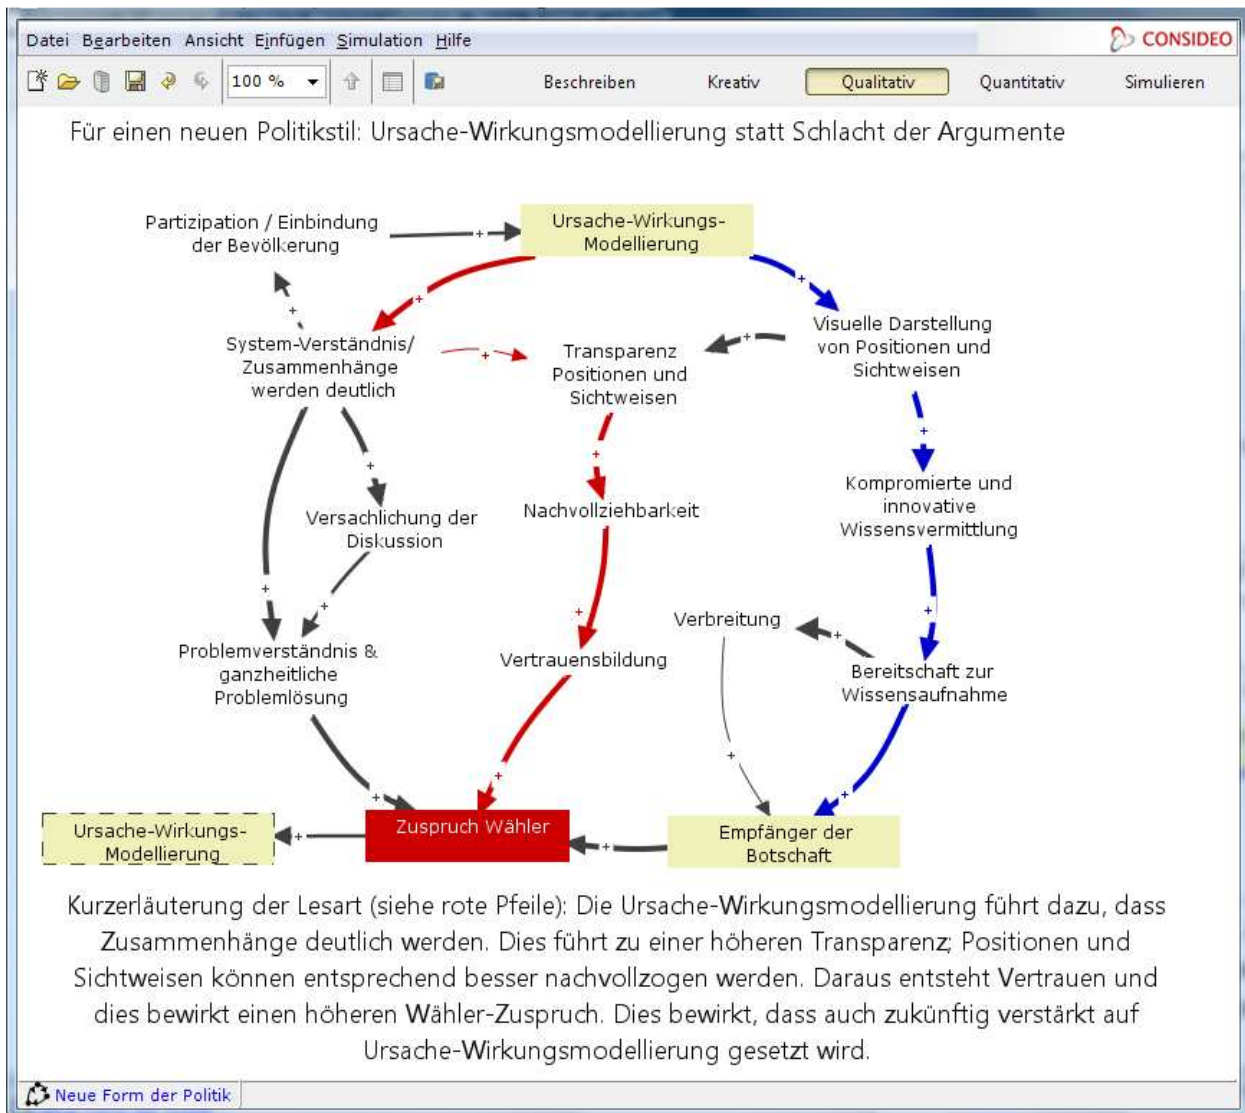 Datei Bearbeiten Ansicht Einfügen Simulation Hilfe
CONSIDEO
100 %
Beschreiben Kreativ Qualitativ Quantitativ Simulieren
Für einen neuen Politikstil: Ursache-Wirkungsmodellierung statt Schlacht der Argumente
Partizipation / Einbindung
der Bevölkerung
+
Ursache-Wirkungs-
Modellierung
+
+
+
System-Verständnis/
Zusammenhänge
werden deutlich
+
Transparenz
Positionen und
Sichtweisen
+
Visuelle Darstellung
von Positionen und
Sichtweisen
+
+
+
Kompromierte und
innovative
Wissensvermittlung
Nachvollziehbarkeit
Versachlichung der
Diskussion
+
+
+
+
Verbreitung
+
Problemverständnis &
ganzheitliche
Problemlösung
Vertrauensbildung
Bereitschaft zur
Wissensaufnahme
+
+
+
+
Ursache-Wirkungs-
Modellierung
+
Zuspruch Wähler
+
Empfänger der
Botschaft
Kurzerläuterung der Lesart (siehe rote Pfeile): Die Ursache-Wirkungsmodellierung führt dazu, dass
Zusammenhänge deutlich werden. Dies führt zu einer höheren Transparenz; Positionen und
Sichtweisen können entsprechend besser nachvollzogen werden. Daraus entsteht Vertrauen und
dies bewirkt einen höheren Wähler-Zuspruch. Dies bewirkt, dass auch zukünftig verstärkt auf
Ursache-Wirkungsmodellierung gesetzt wird.
Neue Form der Politik